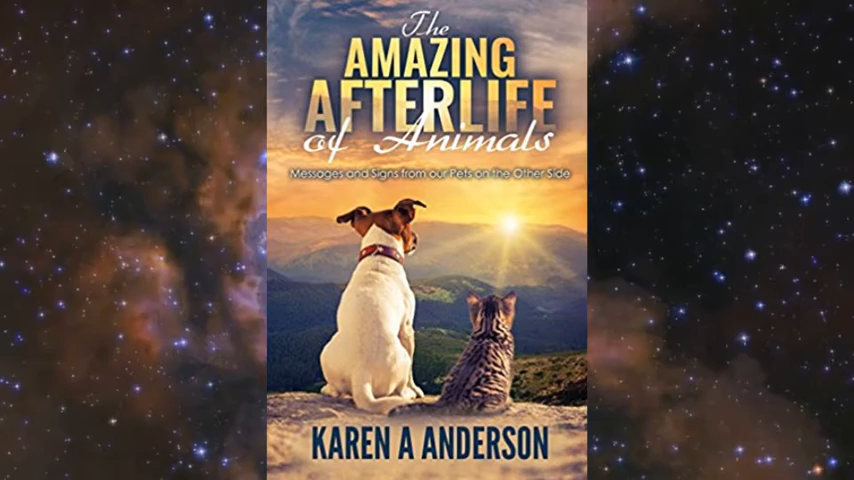 The
AMAZING
AFTERLIFE
of Animals
Messages and Signs from our Pets on the Other Side
KAREN A ANDERSON